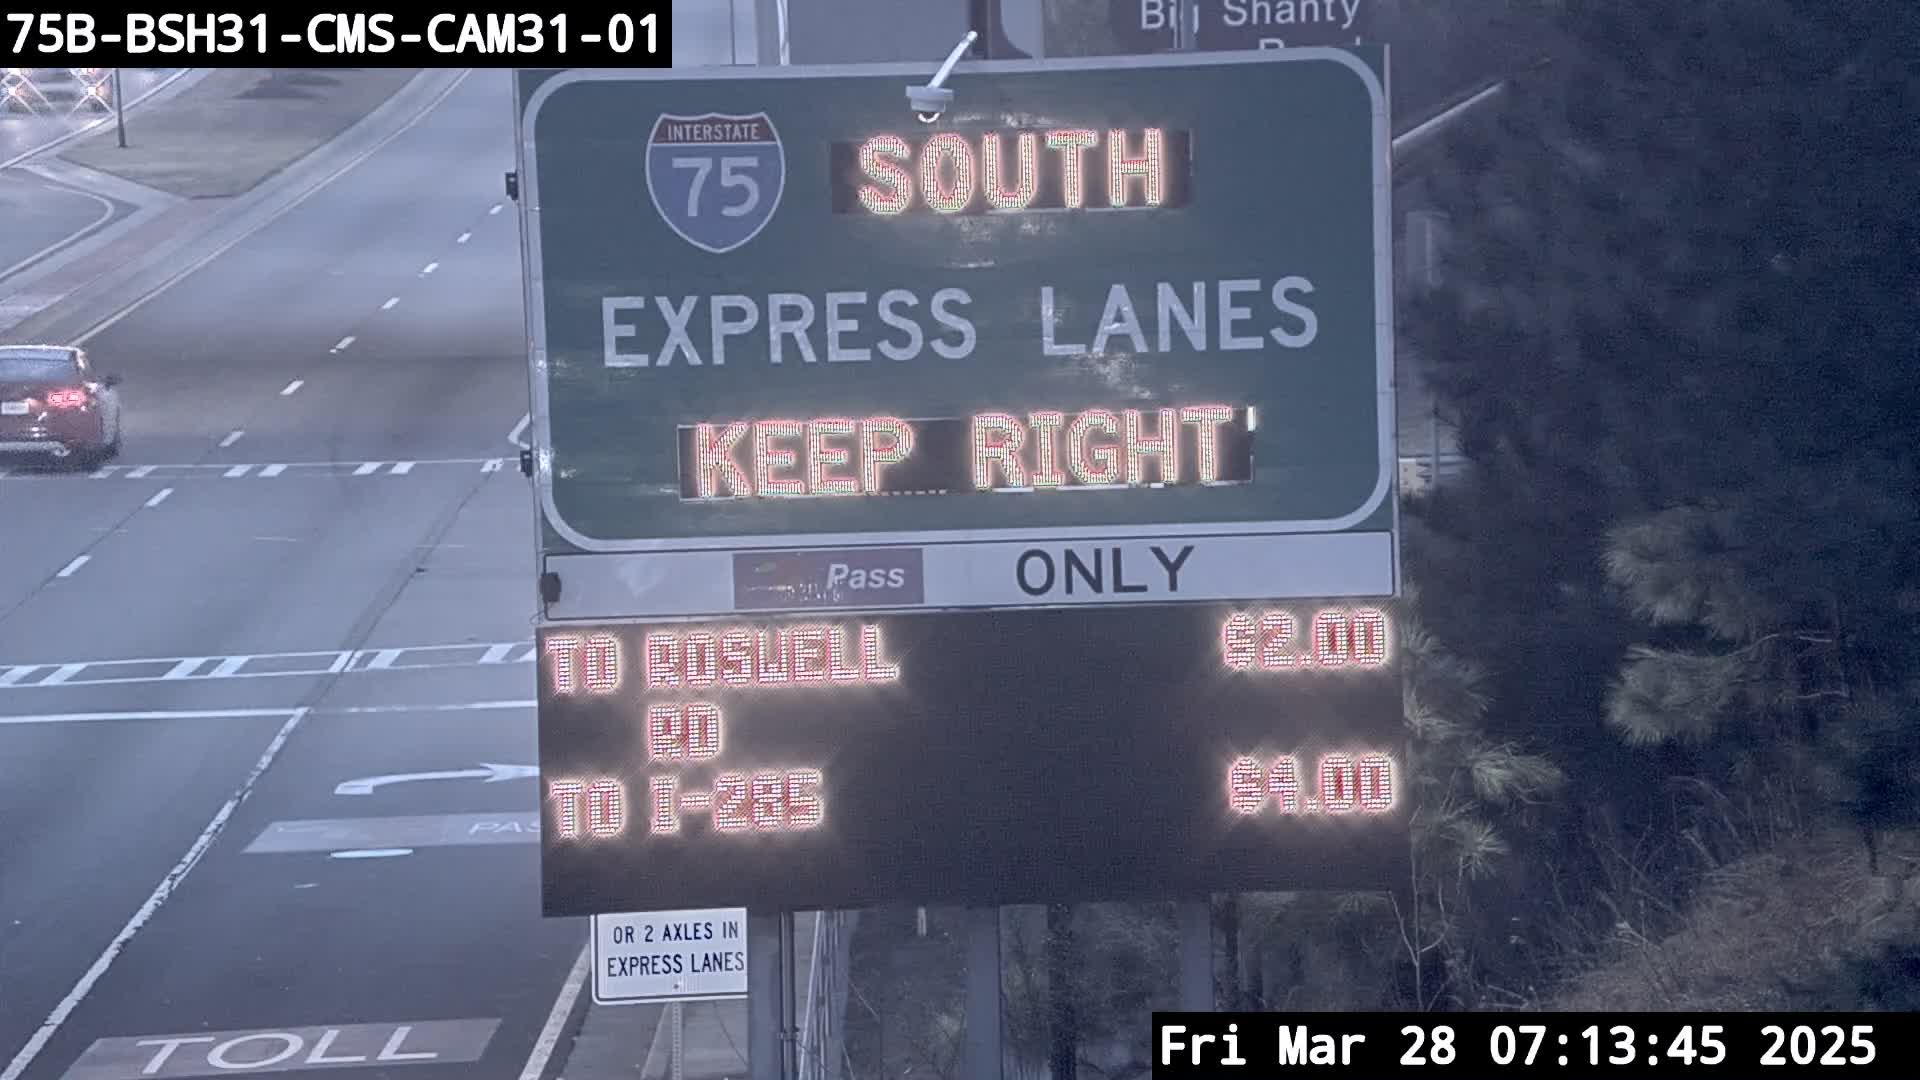 75B-BSH31-CMS-CAM31-01
Big Shanty
INTERSTATE
75
SOUTH
EXPRESS LANES
KEEP RIGHT
Pass ONLY
TO ROSWELL $2.00
RD
TO I-285 $4.00
OR 2 AXLES IN
EXPRESS LANES
TOLL
Fri Mar 28 07:13:45 2025